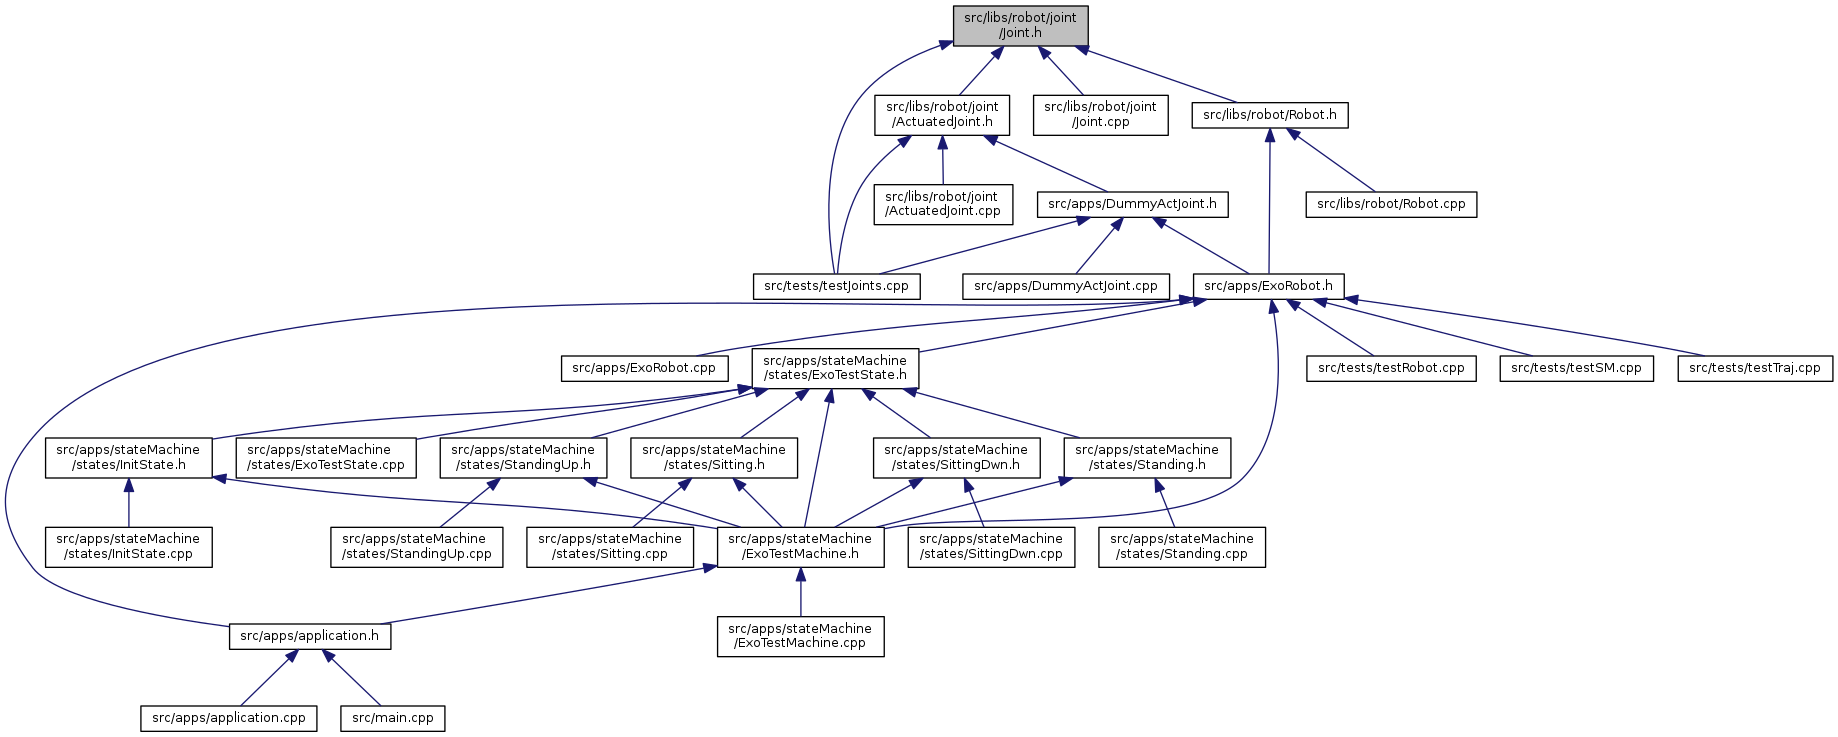 src/libs/robot/joint
/Joint.h
src/libs/robot/joint
/ActuatedJoint.h
src/libs/robot/joint
/Joint.cpp
src/libs/robot/Robot.h
src/libs/robot/joint
/ActuatedJoint.cpp
src/apps/DummyActJoint.h
src/libs/robot/Robot.cpp
src/tests/testJoints.cpp
src/apps/DummyActJoint.cpp
src/apps/ExoRobot.h
src/apps/ExoRobot.cpp
src/apps/stateMachine
/states/ExoTestState.h
src/tests/testRobot.cpp
src/tests/testSM.cpp
src/tests/testTraj.cpp
src/apps/stateMachine
/states/InitState.h
src/apps/stateMachine
/states/ExoTestState.cpp
src/apps/stateMachine
/states/StandingUp.h
src/apps/stateMachine
/states/Sitting.h
src/apps/stateMachine
/states/SittingDwn.h
src/apps/stateMachine
/states/Standing.h
src/apps/stateMachine
/states/InitState.cpp
src/apps/stateMachine
/states/StandingUp.cpp
src/apps/stateMachine
/states/Sitting.cpp
src/apps/stateMachine
/ExoTestMachine.h
src/apps/stateMachine
/states/SittingDwn.cpp
src/apps/stateMachine
/states/Standing.cpp
src/apps/application.h
src/apps/stateMachine
/ExoTestMachine.cpp
src/apps/application.cpp
src/main.cpp